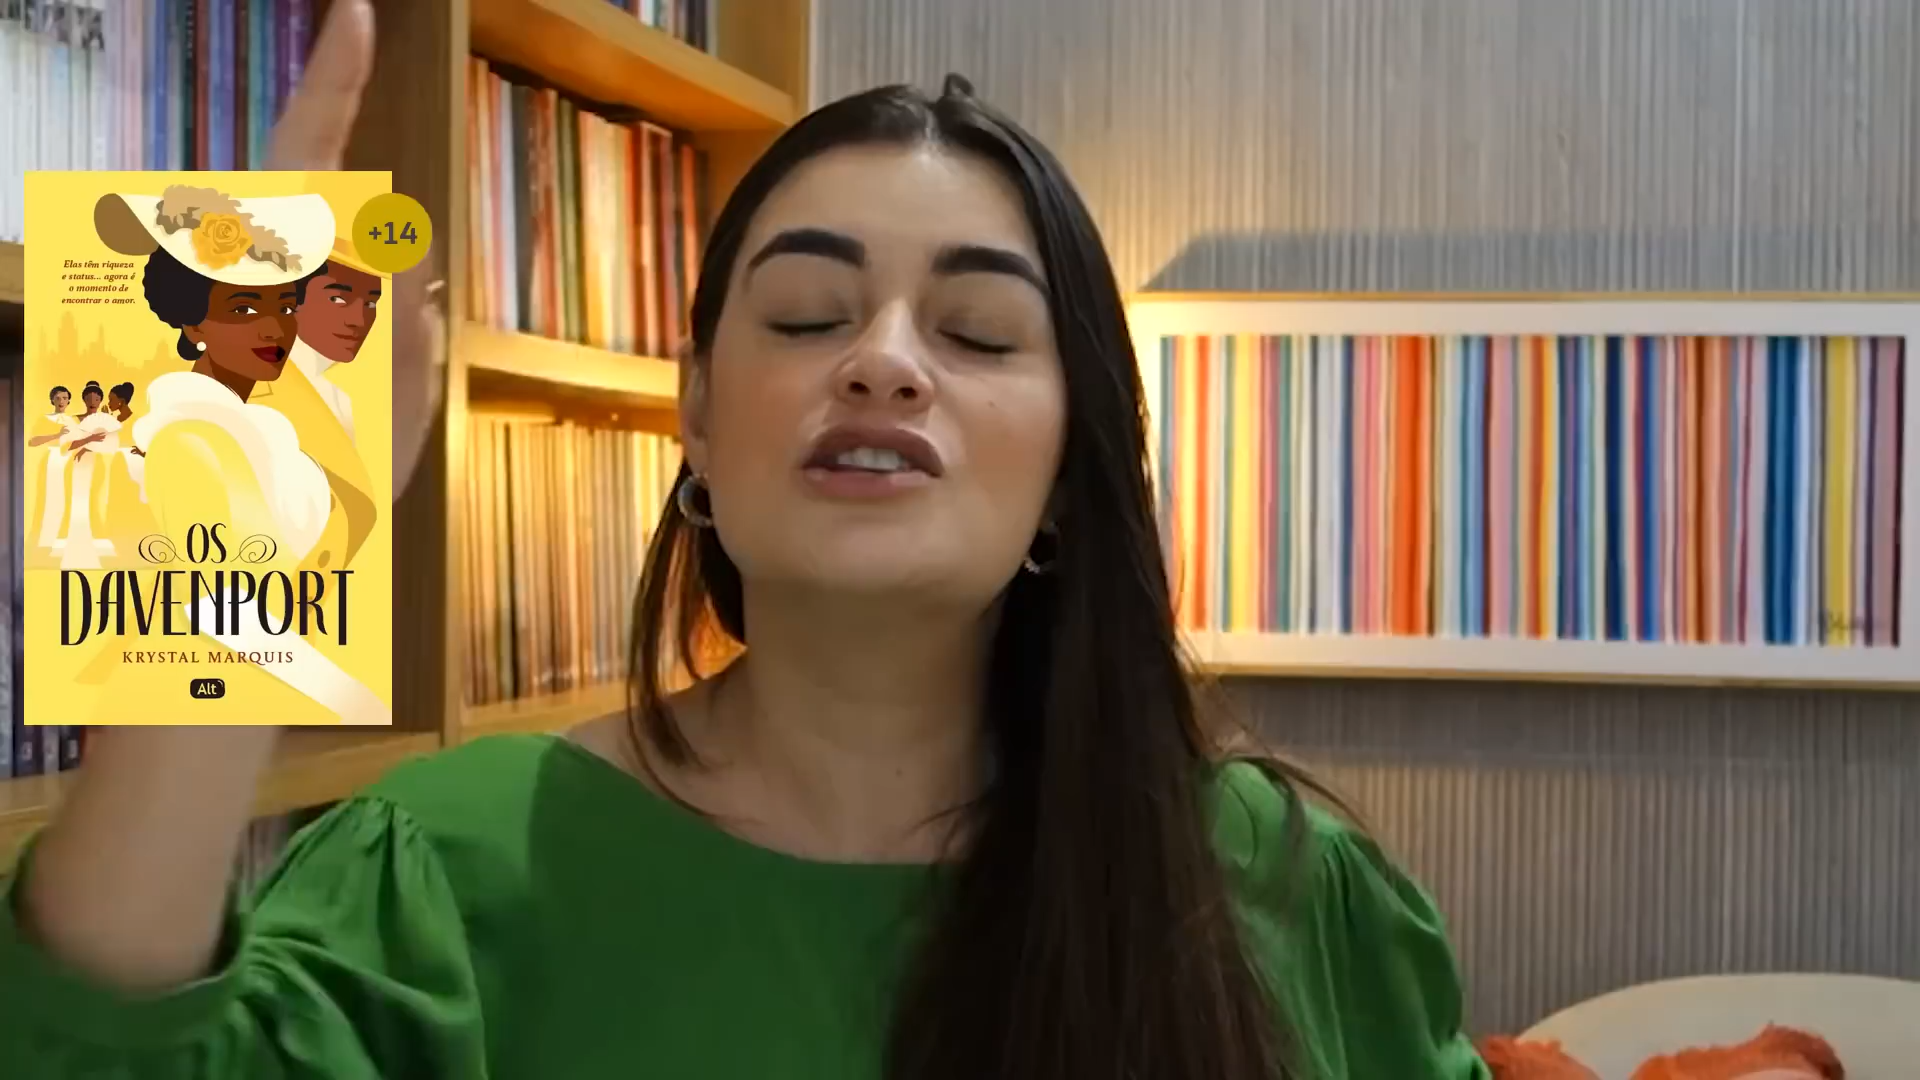 +14
Elas têm riqueza
e status... agora é
o momento de
encontrar o amor.
OS
DAVENPORT
KRYSTAL MARQUIS
Alt